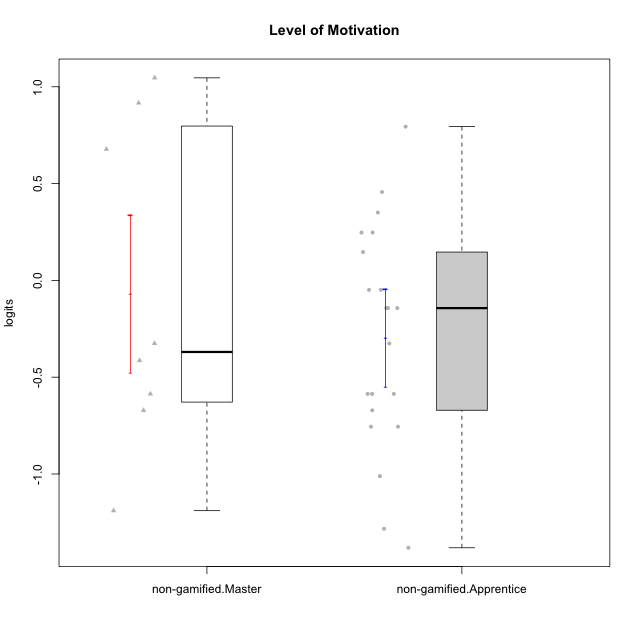 Level of Motivation
logits
1.0
0.5
0.0
-0.5
-1.0
non-gamified.Master
non-gamified.Apprentice